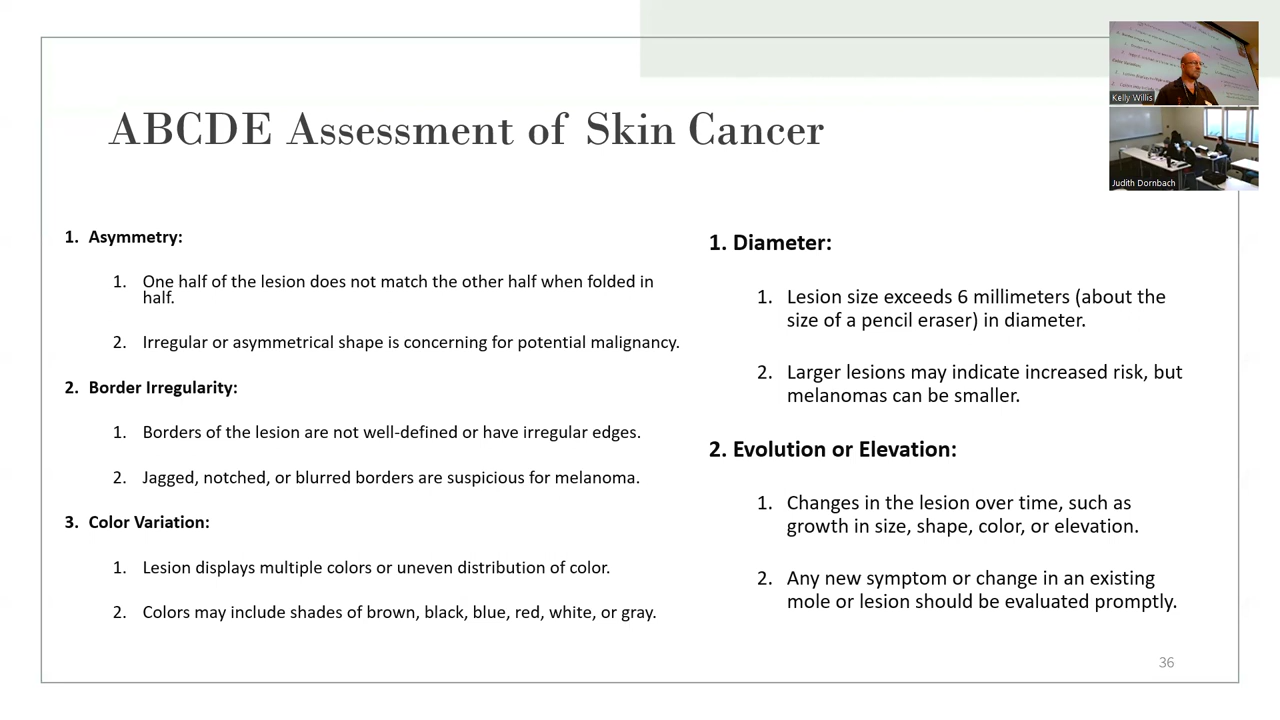 ABCDE Assessment of Skin Cancer
1. Asymmetry:
1. One half of the lesion does not match the other half when folded in
half.
2. Irregular or asymmetrical shape is concerning for potential malignancy.
2. Border Irregularity:
1. Borders of the lesion are not well-defined or have irregular edges.
2. Jagged, notched, or blurred borders are suspicious for melanoma.
3. Color Variation:
1. Lesion displays multiple colors or uneven distribution of color.
2. Colors may include shades of brown, black, blue, red, white, or gray.
1. Diameter:
1. Lesion size exceeds 6 millimeters (about the
size of a pencil eraser) in diameter.
2. Larger lesions may indicate increased risk, but
melanomas can be smaller.
2. Evolution or Elevation:
1. Changes in the lesion over time, such as
growth in size, shape, color, or elevation.
2. Any new symptom or change in an existing
mole or lesion should be evaluated promptly.
36
Kelly Willis
Judith Dornbach